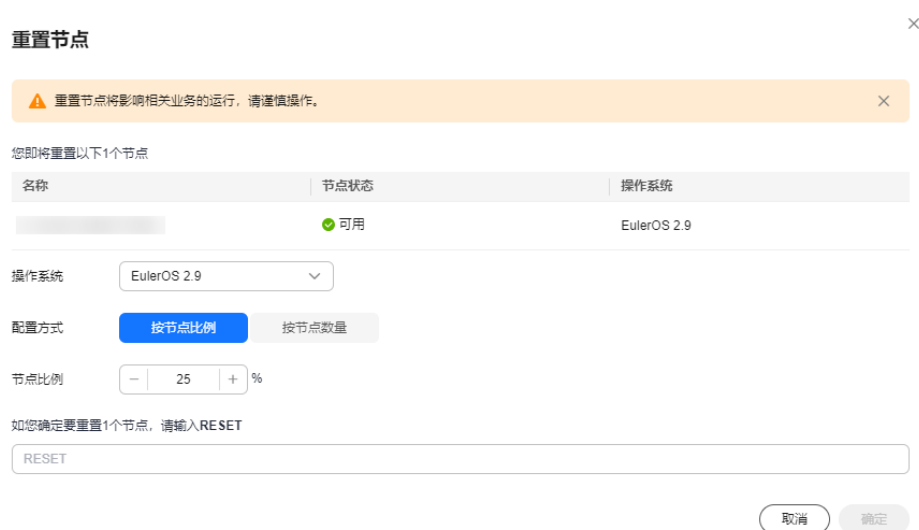 重置节点
重置节点将影响相关业务的运行，请谨慎操作。
您即将重置以下1个节点
名称 节点状态 操作系统
可用 EulerOS 2.9
操作系统 EulerOS 2.9
配置方式 按节点比例 按节点数量
节点比例 25 %
如您确定要重置1个节点，请输入RESET
RESET
取消 确定